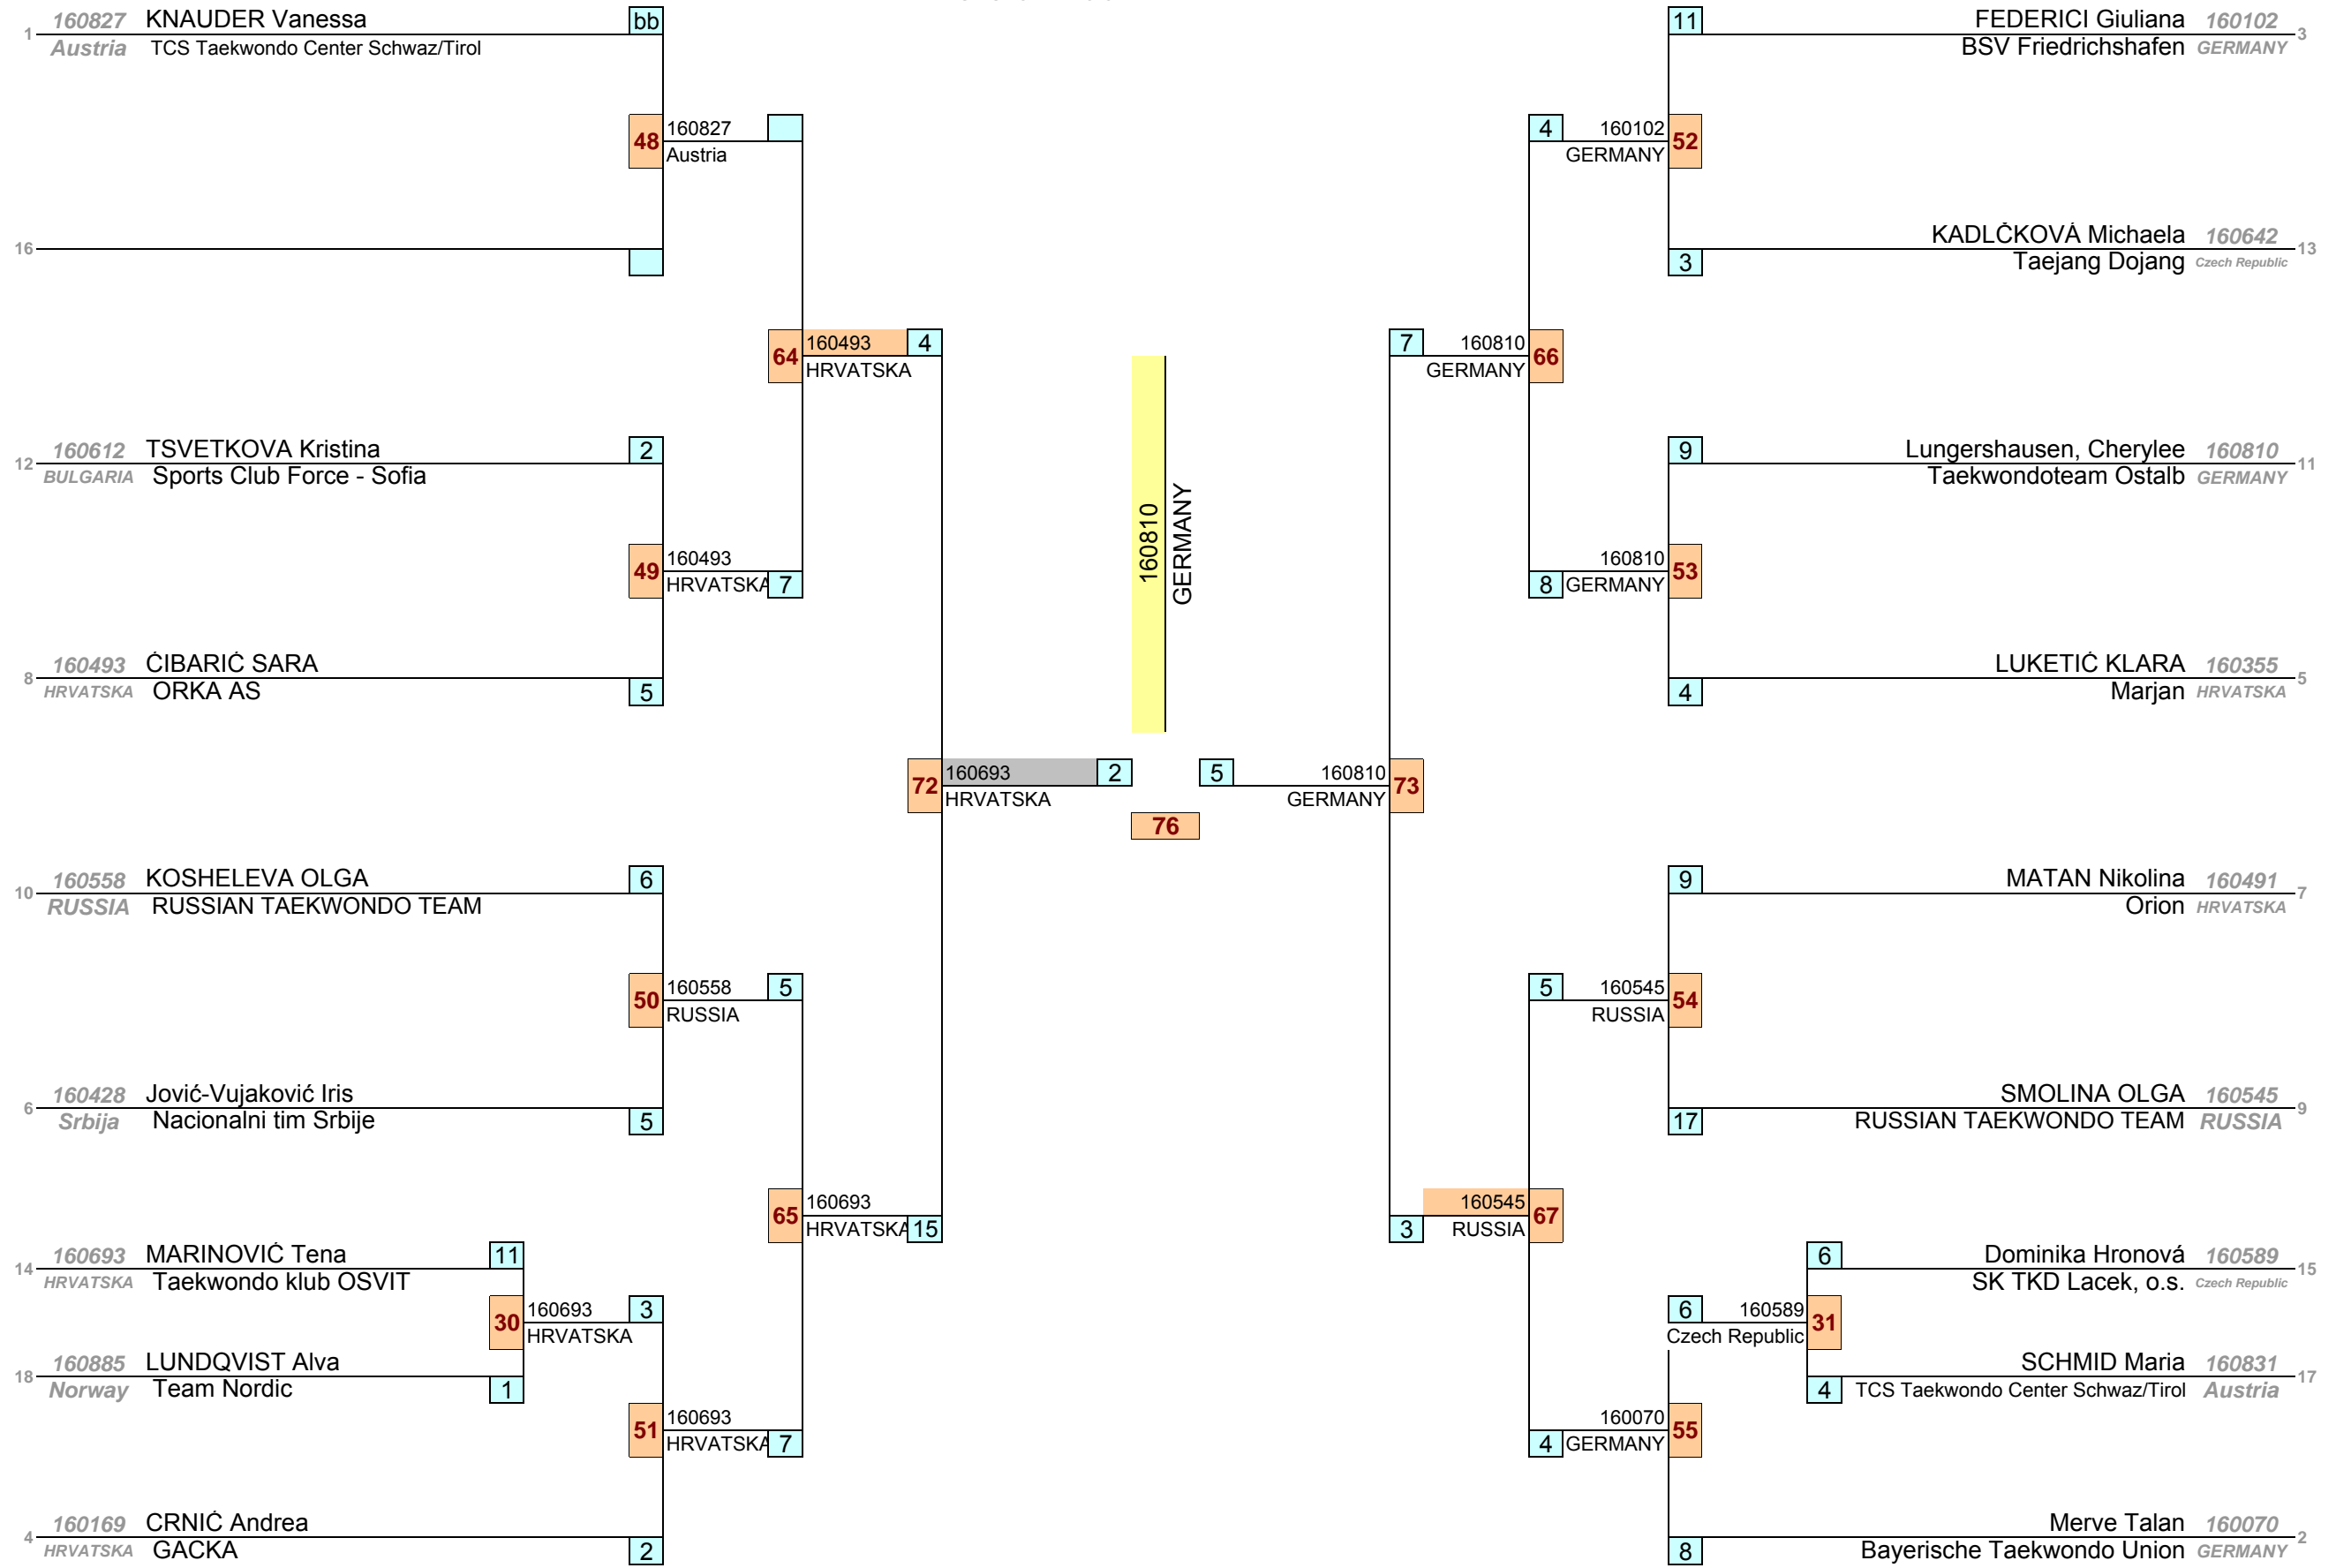 160827 KNAUDER Vanessa bb
1
Austria TCS Taekwondo Center Schwaz/Tirol
48
160827
Austria
16
64
160493 4
HRVATSKA
160612 TSVETKOVA Kristina 2
12
BULGARIA Sports Club Force - Sofia
49
160493
HRVATSKA 7
160493 ĆIBARIĆ SARA
8
HRVATSKA ORKA AS 5
72
160693 2
HRVATSKA
160558 KOSHELEVA OLGA 6
10
RUSSIA RUSSIAN TAEKWONDO TEAM
50
160558 5
RUSSIA
160428 Jović-Vujaković Iris
6
Srbija Nacionalni tim Srbije 5
65
160693
HRVATSKA 15
160693 MARINOVIĆ Tena 11
14
HRVATSKA Taekwondo klub OSVIT
30
160693 3
HRVATSKA
160885 LUNDQVIST Alva
18
Norway Team Nordic 1
51
160693
HRVATSKA 7
160169 CRNIĆ Andrea
4
HRVATSKA GACKA 2
160810
GERMANY
76
11 FEDERICI Giuliana 160102
3
BSV Friedrichshafen GERMANY
4 160102
GERMANY
52
KADLČKOVÁ Michaela 160642
13
3 Taejang Dojang Czech Republic
7 160810
GERMANY
66
9 Lungershausen, Cherylee 160810
11
Taekwondoteam Ostalb GERMANY
160810
8 GERMANY
53
LUKETIĆ KLARA 160355
5
4 Marjan HRVATSKA
5 160810
GERMANY
73
9 MATAN Nikolina 160491
7
Orion HRVATSKA
5 160545
RUSSIA
54
SMOLINA OLGA 160545
9
17 RUSSIAN TAEKWONDO TEAM RUSSIA
160545
3 RUSSIA
67
6 Dominika Hronová 160589
15
SK TKD Lacek, o.s. Czech Republic
6 160589
Czech Republic
31
SCHMID Maria 160831
17
4 TCS Taekwondo Center Schwaz/Tirol Austria
160070
4 GERMANY
55
Merve Talan 160070
2
8 Bayerische Taekwondo Union GERMANY